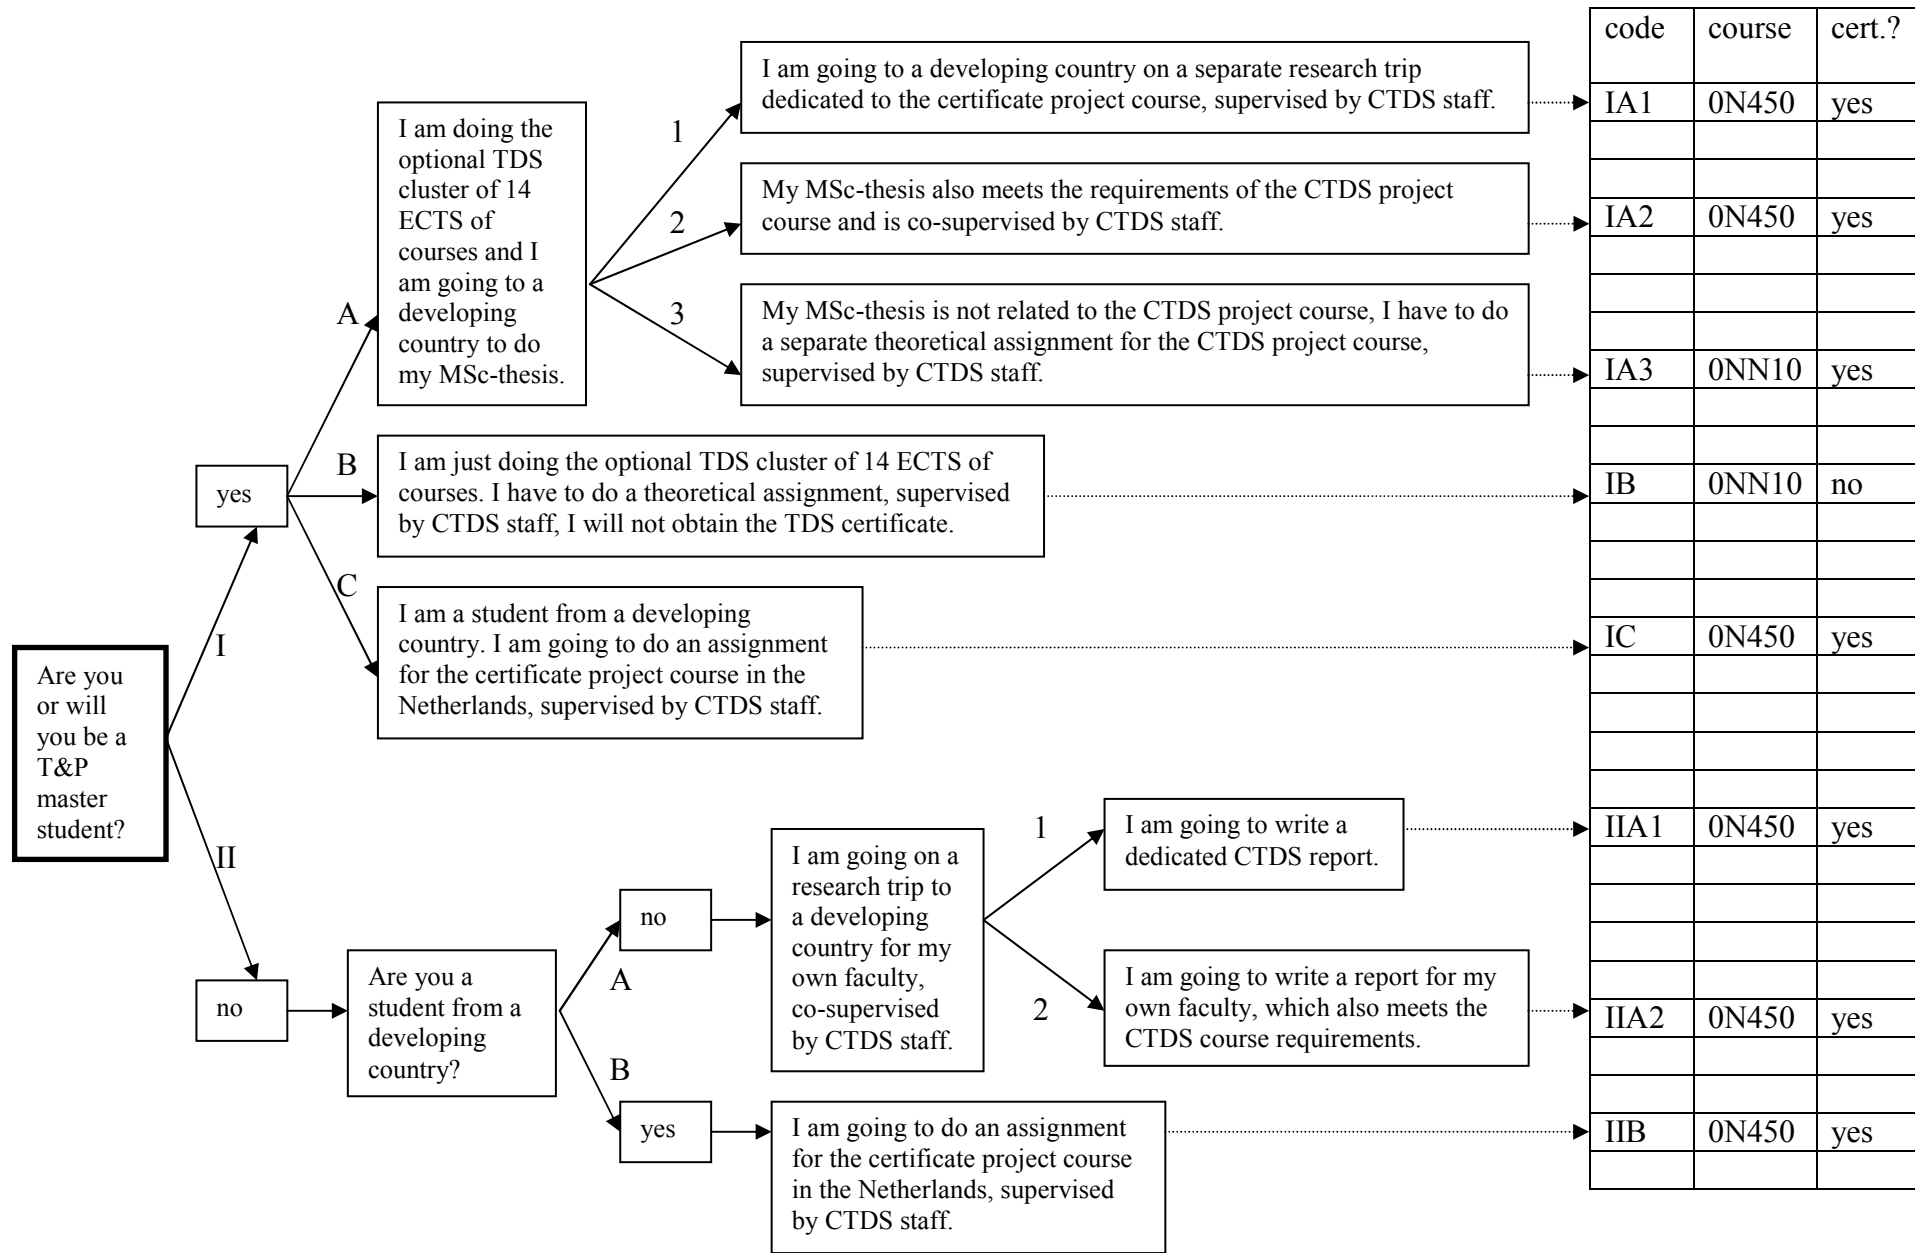 Are you
or will
you be a
T&P
master
student?
I
II
yes
no
A
B
C
I am doing the
optional TDS
cluster of 14
ECTS of
courses and I
am going to a
developing
country to do
my MSc-thesis.
1
2
3
I am going to a developing country on a separate research trip
dedicated to the certificate project course, supervised by CTDS staff.
My MSc-thesis also meets the requirements of the CTDS project
course and is co-supervised by CTDS staff.
My MSc-thesis is not related to the CTDS project course, I have to do
a separate theoretical assignment for the CTDS project course,
supervised by CTDS staff.
I am just doing the optional TDS cluster of 14 ECTS of
courses. I have to do a theoretical assignment, supervised
by CTDS staff, I will not obtain the TDS certificate.
I am a student from a developing
country. I am going to do an assignment
for the certificate project course in the
Netherlands, supervised by CTDS staff.
Are you a
student from a
developing
country?
A
B
no
yes
I am going on a
research trip to
a developing
country for my
own faculty,
co-supervised
by CTDS staff.
1
2
I am going to write a
dedicated CTDS report.
I am going to write a report for my
own faculty, which also meets the
CTDS course requirements.
I am going to do an assignment
for the certificate project course
in the Netherlands, supervised
by CTDS staff.
code course cert.?
IA1 0N450 yes
IA2 0N450 yes
IA3 0NN10 yes
IB 0NN10 no
IC 0N450 yes
IIA1 0N450 yes
IIA2 0N450 yes
IIB 0N450 yes